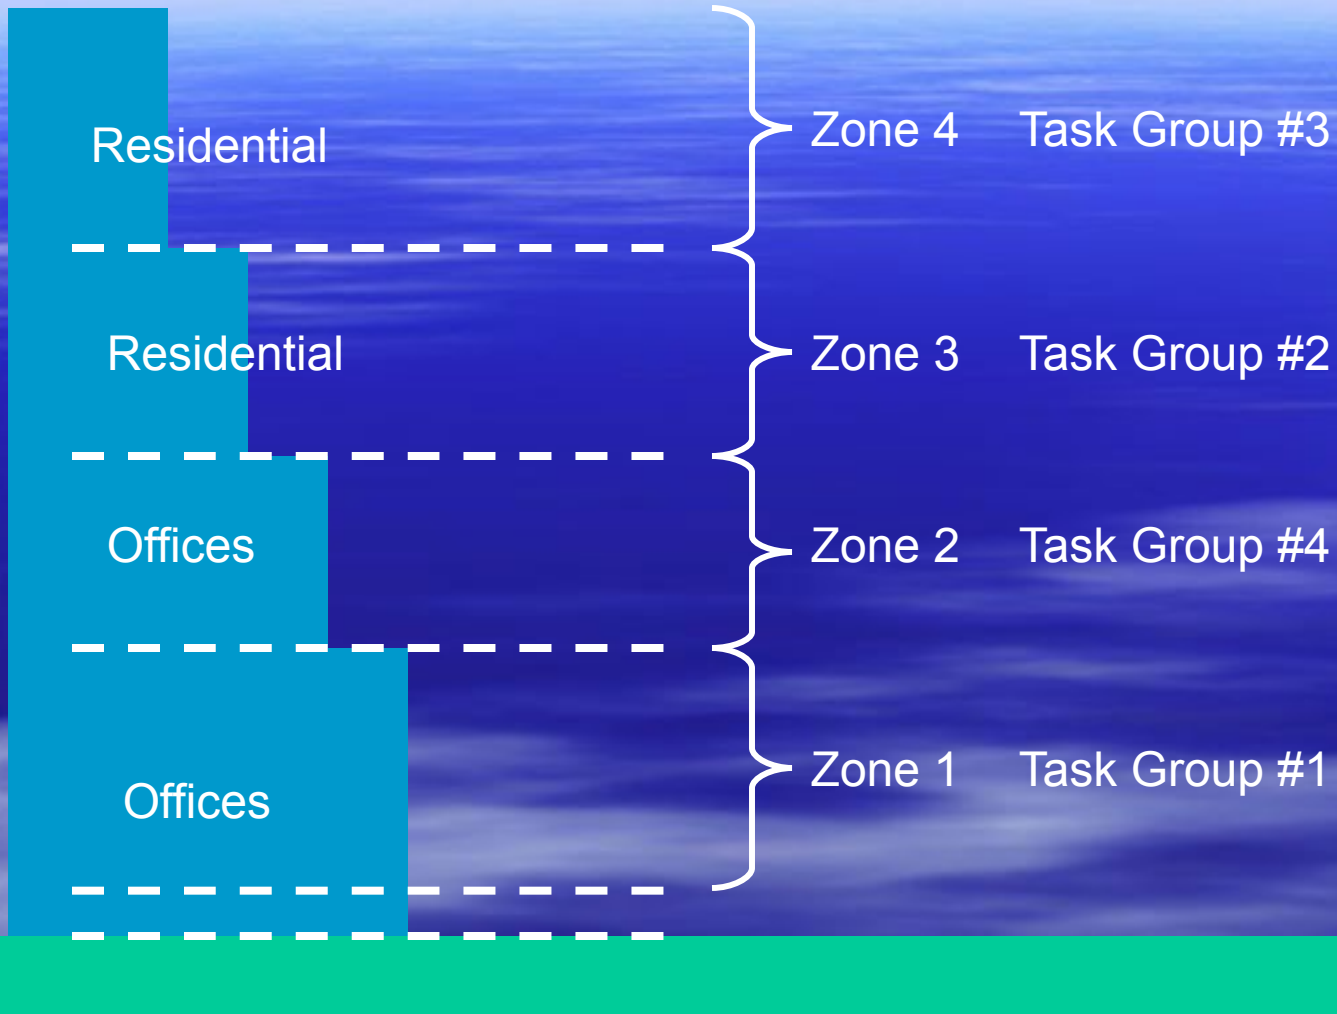 Residential Zone 4 Task Group #3
Residential Zone 3 Task Group #2
Offices Zone 2 Task Group #4
Offices Zone 1 Task Group #1